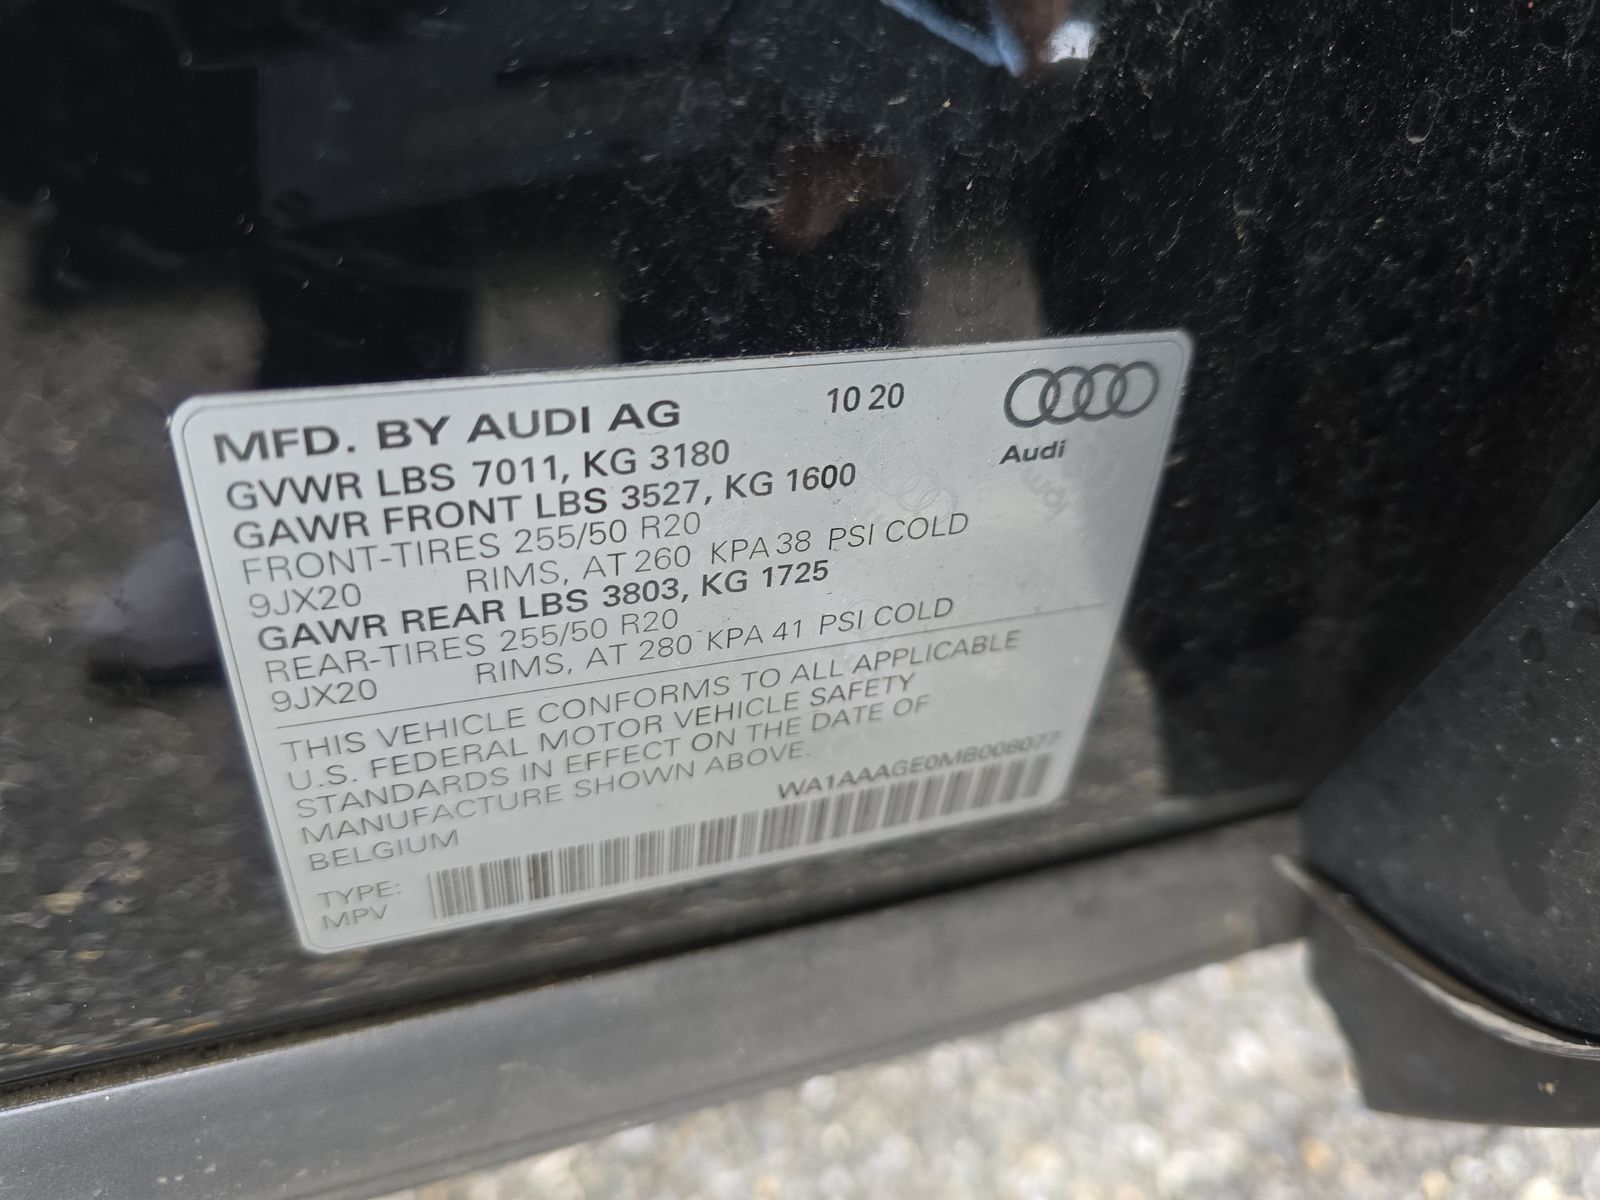 MFD. BY AUDI AG 10 20
Audi
GVWR LBS 7011, KG 3180
GAWR FRONT LBS 3527, KG 1600
FRONT-TIRES 255/50 R20
9JX20 RIMS, AT 260 KPA 38 PSI COLD
GAWR REAR LBS 3803, KG 1725
REAR-TIRES 255/50 R20
9JX20 RIMS, AT 280 KPA 41 PSI COLD
THIS VEHICLE CONFORMS TO ALL APPLICABLE
U.S. FEDERAL MOTOR VEHICLE SAFETY
STANDARDS IN EFFECT ON THE DATE OF
MANUFACTURE SHOWN ABOVE.
BELGIUM
TYPE:
MPV